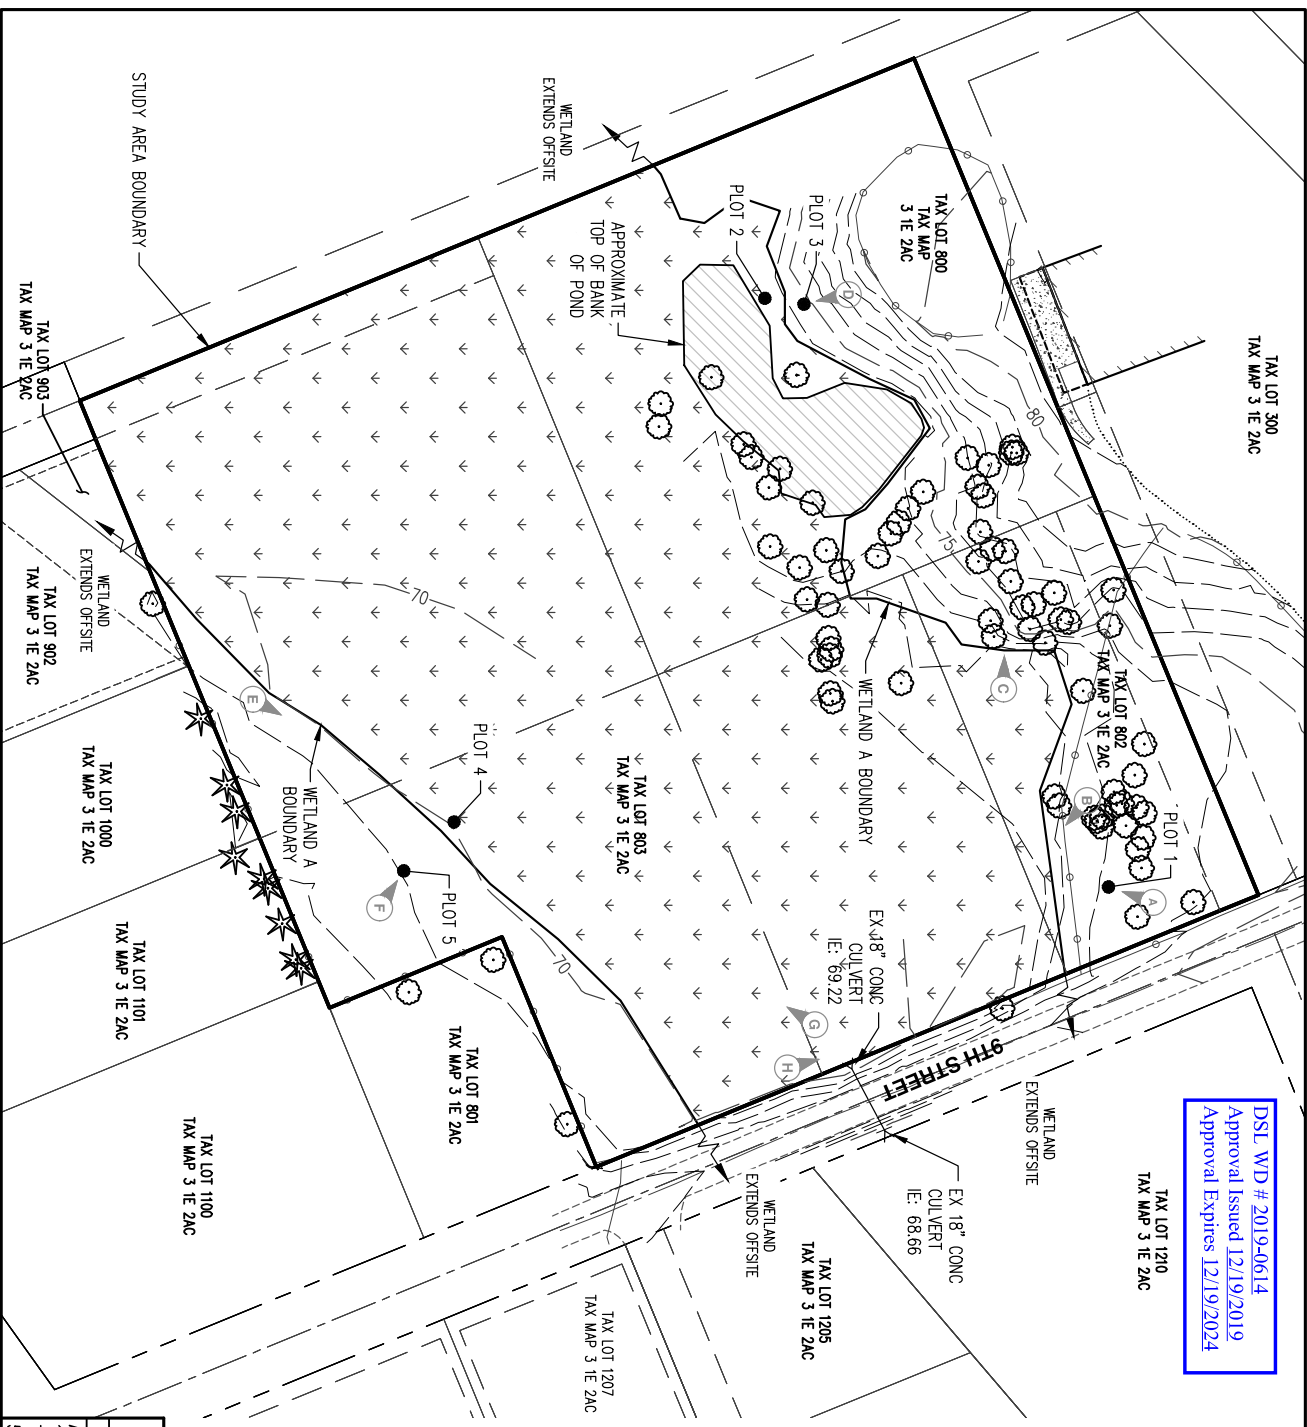 DSL WD # 2019-0614
Approval Issued 12/19/2019
Approval Expires 12/19/2024
TAX LOT 300
TAX MAP 3 1E 2AC
TAX LOT 1210
TAX MAP 3 1E 2AC
80
PLOT 1
A
B
TAX LOT 802
TAX MAP 3 1E 2AC
WETLAND
EXTENDS OFFSITE
C
9TH STREET
TAX LOT 800
TAX MAP
3 1E 2AC
75
EX 18" CONC
CULVERT
IE: 68.66
D
PLOT 3
WETLAND A BOUNDARY
EX 18" CONC
CULVERT
IE: 69.22
G
H
TAX LOT 1205
TAX MAP 3 1E 2AC
PLOT 2
WETLAND
EXTENDS OFFSITE
APPROXIMATE
TOP OF BANK
OF POND
TAX LOT 803
TAX MAP 3 1E 2AC
TAX LOT 1207
TAX MAP 3 1E 2AC
WETLAND
EXTENDS OFFSITE
70
PLOT 4
PLOT 5
TAX LOT 801
TAX MAP 3 1E 2AC
70
F
WETLAND A
BOUNDARY
E
TAX LOT 1100
TAX MAP 3 1E 2AC
STUDY AREA BOUNDARY
TAX LOT 1101
TAX MAP 3 1E 2AC
WETLAND
EXTENDS OFFSITE
TAX LOT 1000
TAX MAP 3 1E 2AC
TAX LOT 902
TAX MAP 3 1E 2AC
TAX LOT 903
TAX MAP 3 1E 2AC